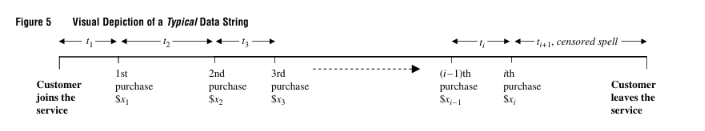 Figure 5 Visual Depiction of a Typical Data String
t₁ t₂ t₃ tᵢ tᵢ₊₁, censored spell
Customer joins the service
1st purchase $x₁
2nd purchase $x₂
3rd purchase $x₃
(i−1)th purchase $xᵢ₋₁
ith purchase $xᵢ
Customer leaves the service